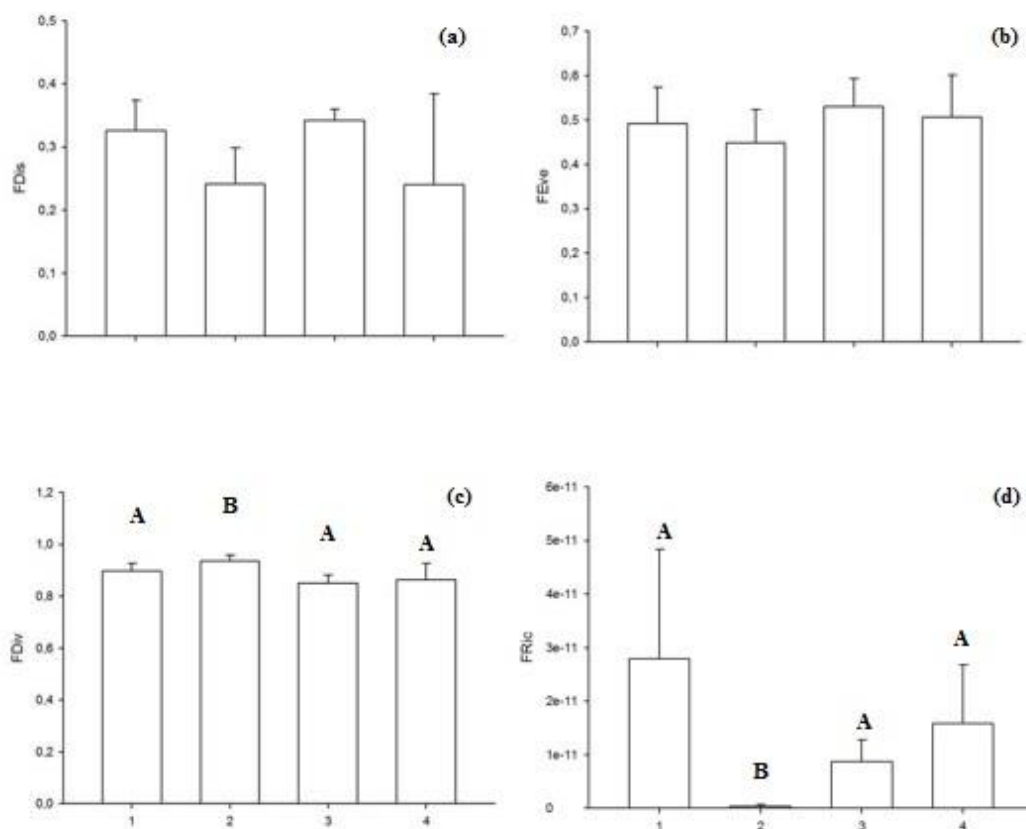 (a)
0,5
0,4
0,3
0,2
0,1
0,0
FDis
(b)
0,7
0,6
0,5
0,4
0,3
0,2
0,1
0,0
FEve
(c)
1,2
1,0
0,8
0,6
0,4
0,2
0,0
FDiv
A
B
A
A
1 2 3 4
(d)
6e-11
5e-11
4e-11
3e-11
2e-11
1e-11
0
FRic
A
B
A
A
1 2 3 4